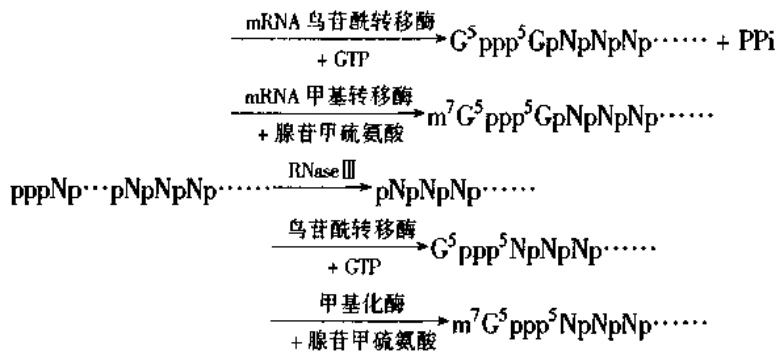 mRNA 鸟苷酰转移酶
+ GTP
G⁵ppp⁵GpNpNpNp…… + PPi
mRNA 甲基转移酶
+ 腺苷甲硫氨酸
m⁷G⁵ppp⁵GpNpNpNp……
pppNp…pNpNpNp……
RNaseⅢ
pNpNpNp……
鸟苷酰转移酶
+ GTP
G⁵ppp⁵NpNpNp……
甲基化酶
+ 腺苷甲硫氨酸
m⁷G⁵ppp⁵NpNpNp……